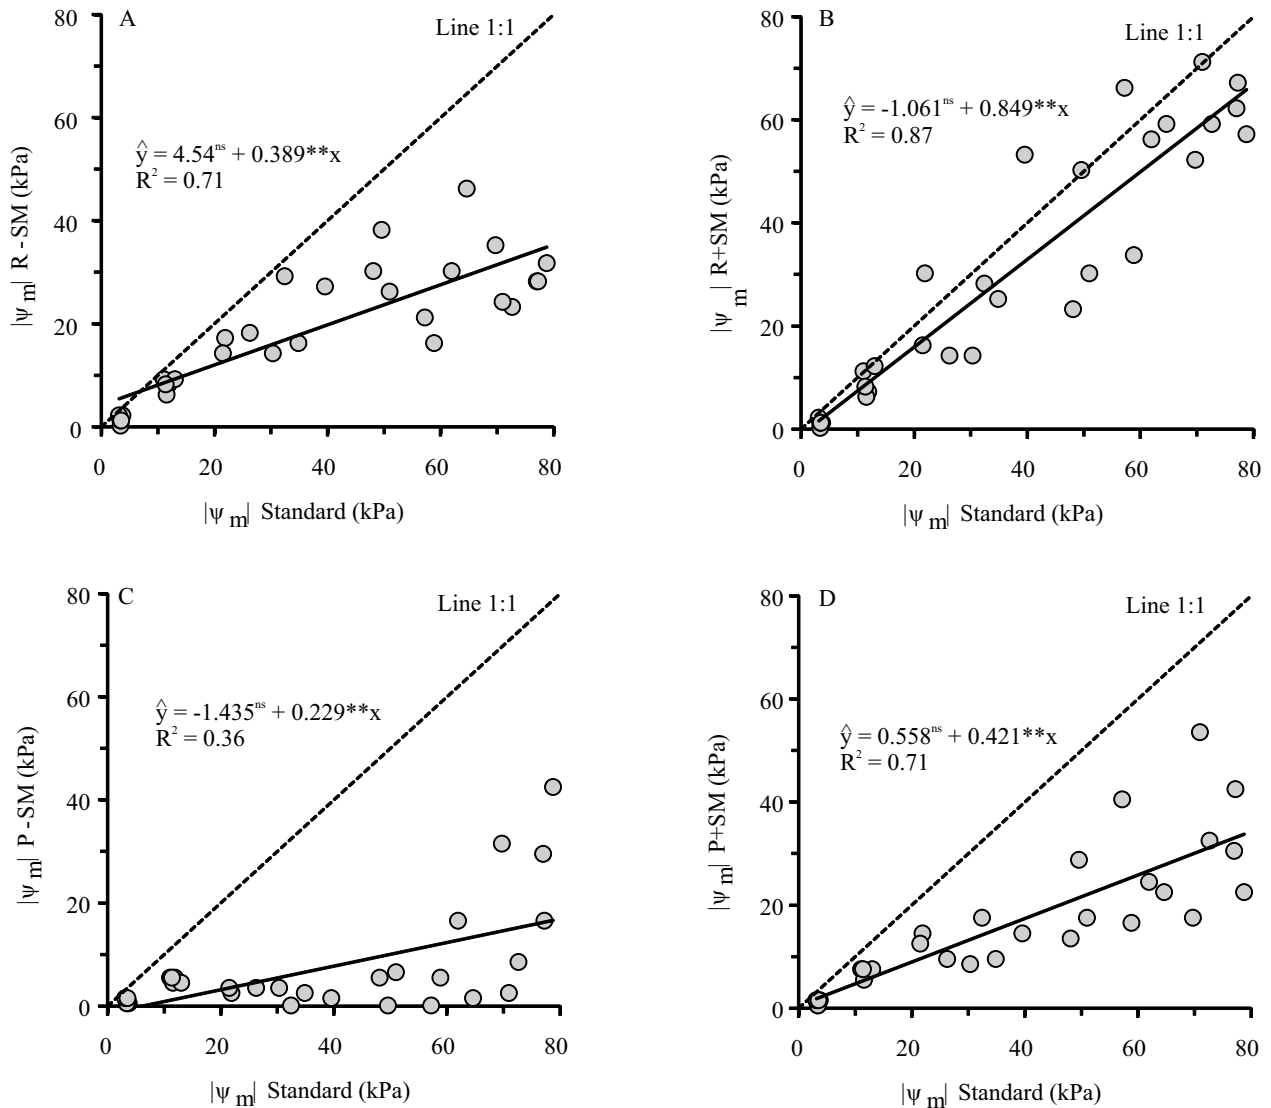 A
Line 1:1
ŷ = 4.54ns + 0.389**x
R² = 0.71
|ψ m| R - SM (kPa)
80
60
40
20
0
0 20 40 60 80
|ψ m| Standard (kPa)
B
Line 1:1
ŷ = -1.061ns + 0.849**x
R² = 0.87
|ψ m| R+SM (kPa)
80
60
40
20
0
0 20 40 60 80
|ψ m| Standard (kPa)
C
Line 1:1
ŷ = -1.435ns + 0.229**x
R² = 0.36
|ψ m| P -SM (kPa)
80
60
40
20
0
0 20 40 60 80
|ψ m| Standard (kPa)
D
Line 1:1
ŷ = 0.558ns + 0.421**x
R² = 0.71
|ψ m| P+SM (kPa)
80
60
40
20
0
0 20 40 60 80
|ψ m| Standard (kPa)